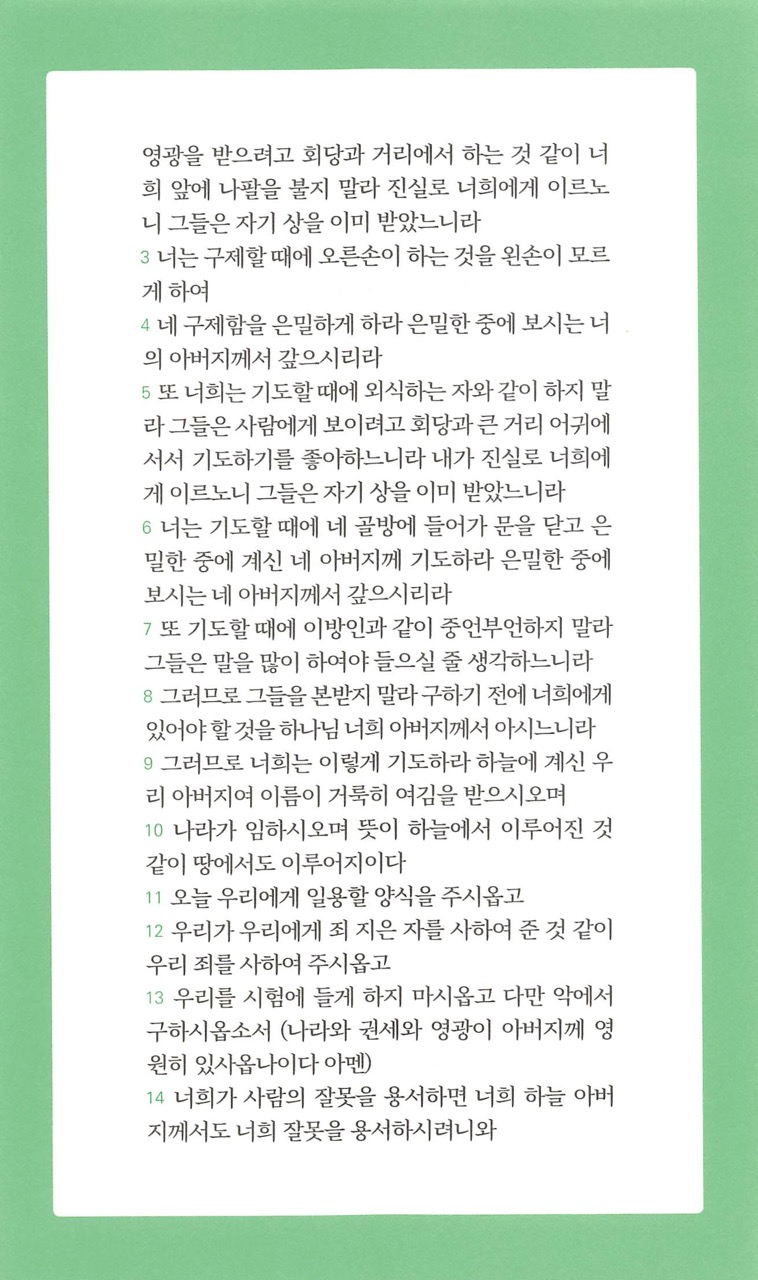 영광을 받으려고 회당과 거리에서 하는 것 같이 너
희 앞에 나팔을 불지 말라 진실로 너희에게 이르노
니 그들은 자기 상을 이미 받았느니라
3 너는 구제할 때에 오른손이 하는 것을 왼손이 모르
게 하여
4 네 구제함을 은밀하게 하라 은밀한 중에 보시는 너
의 아버지께서 갚으시리라
5 또 너희는 기도할 때에 외식하는 자와 같이 하지 말
라 그들은 사람에게 보이려고 회당과 큰 거리 어귀에
서서 기도하기를 좋아하느니라 내가 진실로 너희에
게 이르노니 그들은 자기 상을 이미 받았느니라
6 너는 기도할 때에 네 골방에 들어가 문을 닫고 은
밀한 중에 계신 네 아버지께 기도하라 은밀한 중에
보시는 네 아버지께서 갚으시리라
7 또 기도할 때에 이방인과 같이 중언부언하지 말라
그들은 말을 많이 하여야 들으실 줄 생각하느니라
8 그러므로 그들을 본받지 말라 구하기 전에 너희에게
있어야 할 것을 하나님 너희 아버지께서 아시느니라
9 그러므로 너희는 이렇게 기도하라 하늘에 계신 우
리 아버지여 이름이 거룩히 여김을 받으시오며
10 나라가 임하시오며 뜻이 하늘에서 이루어진 것
같이 땅에서도 이루어지이다
11 오늘 우리에게 일용할 양식을 주시옵고
12 우리가 우리에게 죄 지은 자를 사하여 준 것 같이
우리 죄를 사하여 주시옵고
13 우리를 시험에 들게 하지 마시옵고 다만 악에서
구하시옵소서 (나라와 권세와 영광이 아버지께 영
원히 있사옵나이다 아멘)
14 너희가 사람의 잘못을 용서하면 너희 하늘 아버
지께서도 너희 잘못을 용서하시려니와